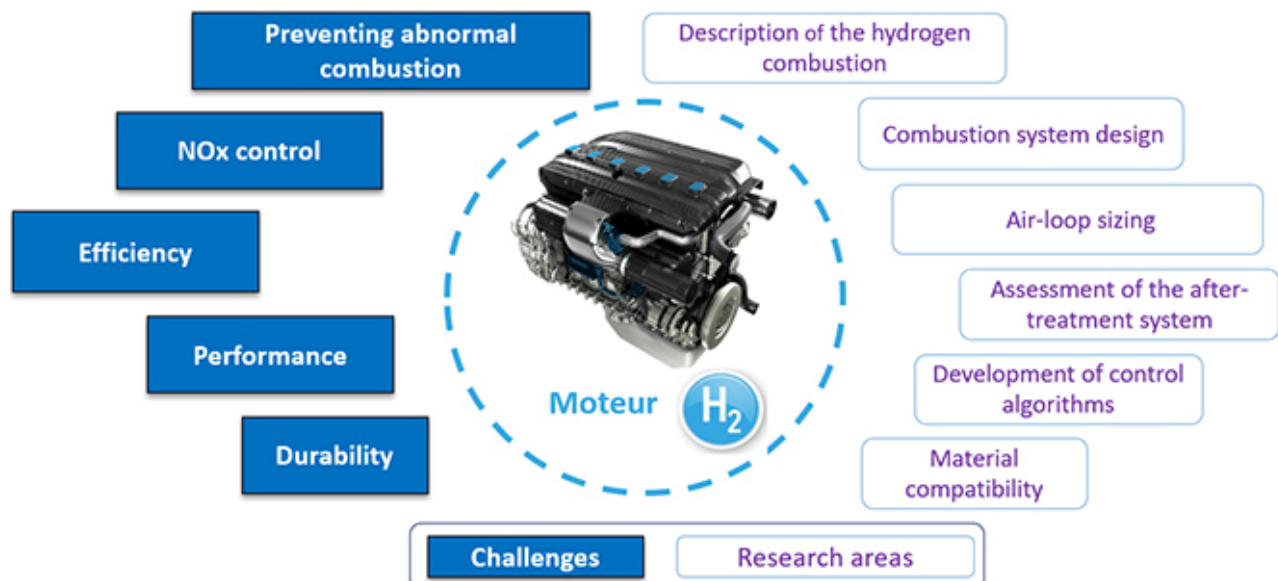 Preventing abnormal
combustion
NOx control
Efficiency
Performance
Durability
Description of the hydrogen
combustion
Combustion system design
Air-loop sizing
Assessment of the after-
treatment system
Development of control
algorithms
Material
compatibility
Moteur
H₂
Challenges
Research areas